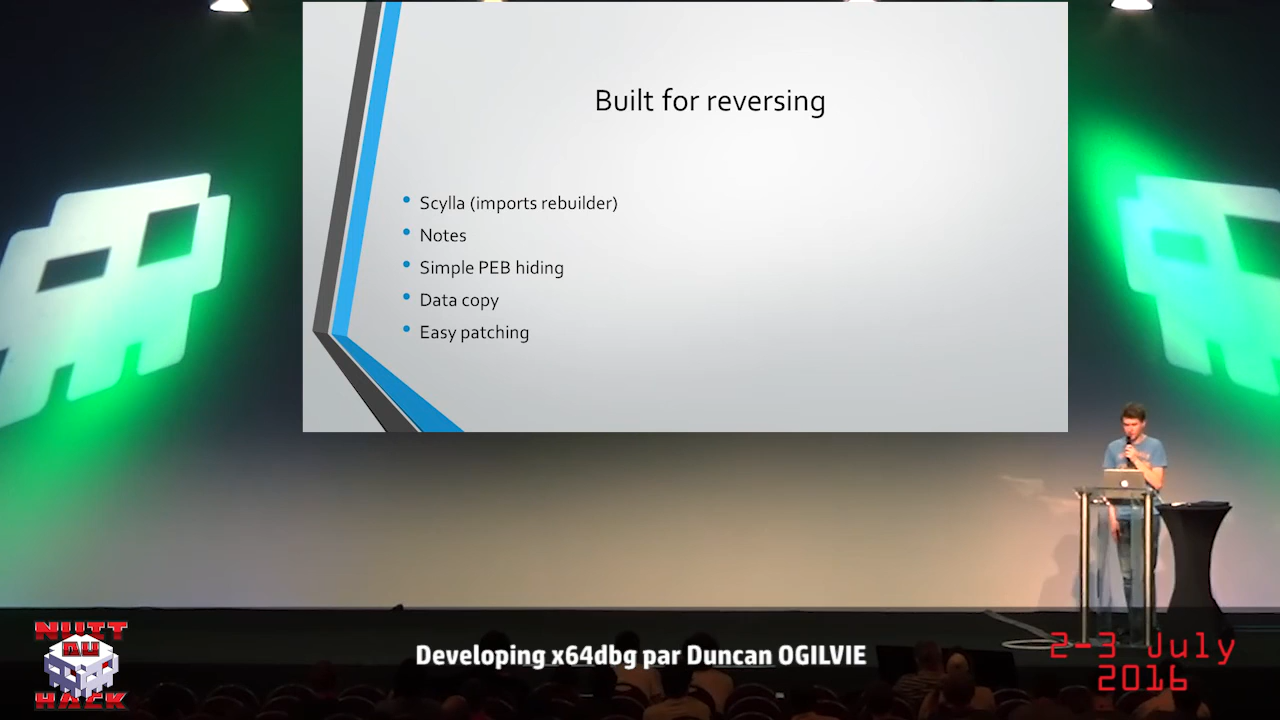 Built for reversing
Scylla (imports rebuilder)
Notes
Simple PEB hiding
Data copy
Easy patching
NUIT
DU
HACK
Developing x64dbg par Duncan OGILVIE
2-3 July
2016